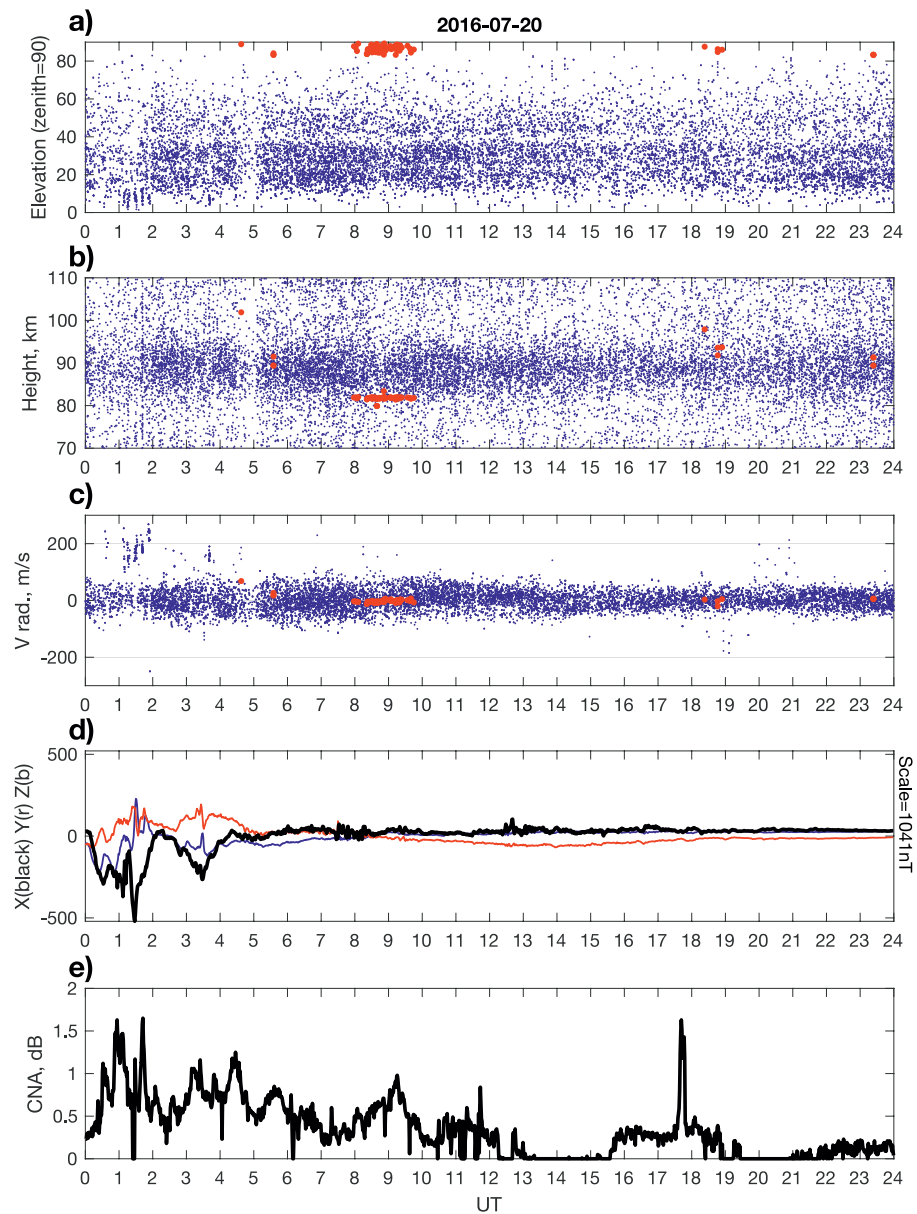 2016-07-20
a)
Elevation (zenith=90)
80
60
40
20
0
0 1 2 3 4 5 6 7 8 9 10 11 12 13 14 15 16 17 18 19 20 21 22 23 24
b)
Height, km
110
100
90
80
70
0 1 2 3 4 5 6 7 8 9 10 11 12 13 14 15 16 17 18 19 20 21 22 23 24
c)
V rad., m/s
200
0
-200
0 1 2 3 4 5 6 7 8 9 10 11 12 13 14 15 16 17 18 19 20 21 22 23 24
d)
X(black) Y(r) Z(b)
500
0
-500
Scale=1041nT
0 1 2 3 4 5 6 7 8 9 10 11 12 13 14 15 16 17 18 19 20 21 22 23 24
e)
CNA, dB
2
1.5
1
0.5
0
0 1 2 3 4 5 6 7 8 9 10 11 12 13 14 15 16 17 18 19 20 21 22 23 24
UT